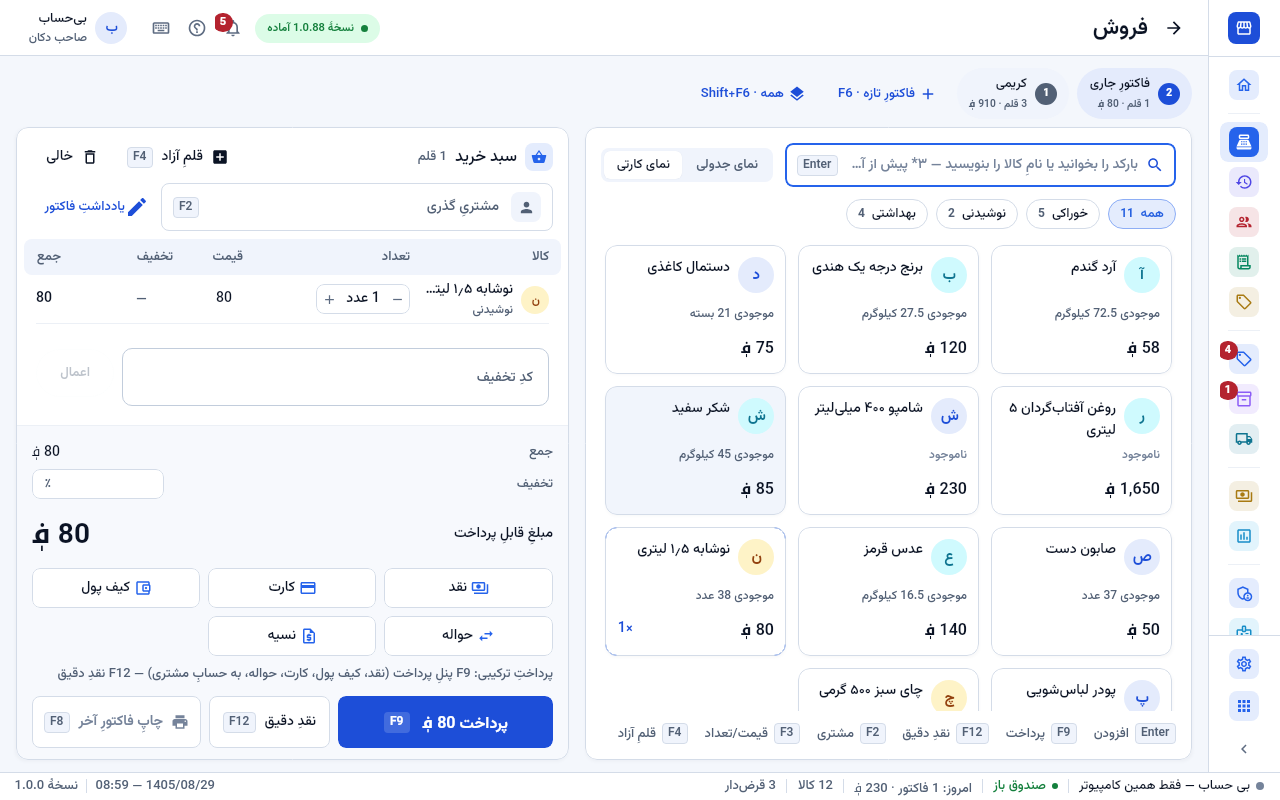 فروش
نسخهٔ 1.0.88 آماده
5
بی‌حساب
صاحب دکان
ب
2
فاکتورِ جاری
1 قلم · 80 ؋
1
کریمی
3 قلم · 910 ؋
فاکتورِ تازه · F6
همه · Shift+F6
بارکد را بخوانید یا نامِ کالا را بنویسید — ۳* پیش از آ...
Enter
نمای جدولی
نمای کارتی
همه 11
خوراکی 5
نوشیدنی 2
بهداشتی 4
آ
آرد گندم
موجودی 72.5 کیلوگرم
58 ؋
ب
برنج درجه یک هندی
موجودی 27.5 کیلوگرم
120 ؋
د
دستمال کاغذی
موجودی 21 بسته
75 ؋
ر
روغن آفتاب‌گردان ۵
لیتری
ناموجود
1,650 ؋
ش
شامپو ۴۰۰ میلی‌لیتر
ناموجود
230 ؋
ش
شکر سفید
موجودی 45 کیلوگرم
85 ؋
ص
صابون دست
موجودی 37 عدد
50 ؋
ع
عدس قرمز
موجودی 16.5 کیلوگرم
140 ؋
ن
نوشابه ۱٫۵ لیتری
موجودی 38 عدد
80 ؋
1×
پ
پودر لباس‌شویی
چ
چای سبز ۵۰۰ گرمی
Enter افزودن
F9 پرداخت
F12 نقدِ دقیق
F2 مشتری
F3 قیمت/تعداد
F4 قلمِ آزاد
سبد خرید 1 قلم
قلمِ آزاد F4
خالی
مشتریِ گذری
F2
یادداشتِ فاکتور
کالا
تعداد
قیمت
تخفیف
جمع
ن
نوشابه ۱٫۵ لیتـ...
نوشیدنی
− 1 عدد +
80
—
80
کدِ تخفیف
اعمال
جمع
80 ؋
تخفیف
٪
مبلغِ قابلِ پرداخت
80 ؋
نقد
کارت
کیف پول
حواله
نسیه
پرداختِ ترکیبی: F9 پنلِ پرداخت (نقد، کیف پول، کارت، حواله، به حسابِ مشتری) — F12 نقدِ دقیق
پرداخت 80 ؋ F9
نقدِ دقیق F12
چاپِ فاکتورِ آخر F8
4
1
بی حساب — فقط همین کامپیوتر
صندوق باز
امروز: 1 فاکتور · 230 ؋
12 کالا
3 قرض‌دار
1405/08/29 — 08:59
نسخهٔ 1.0.0